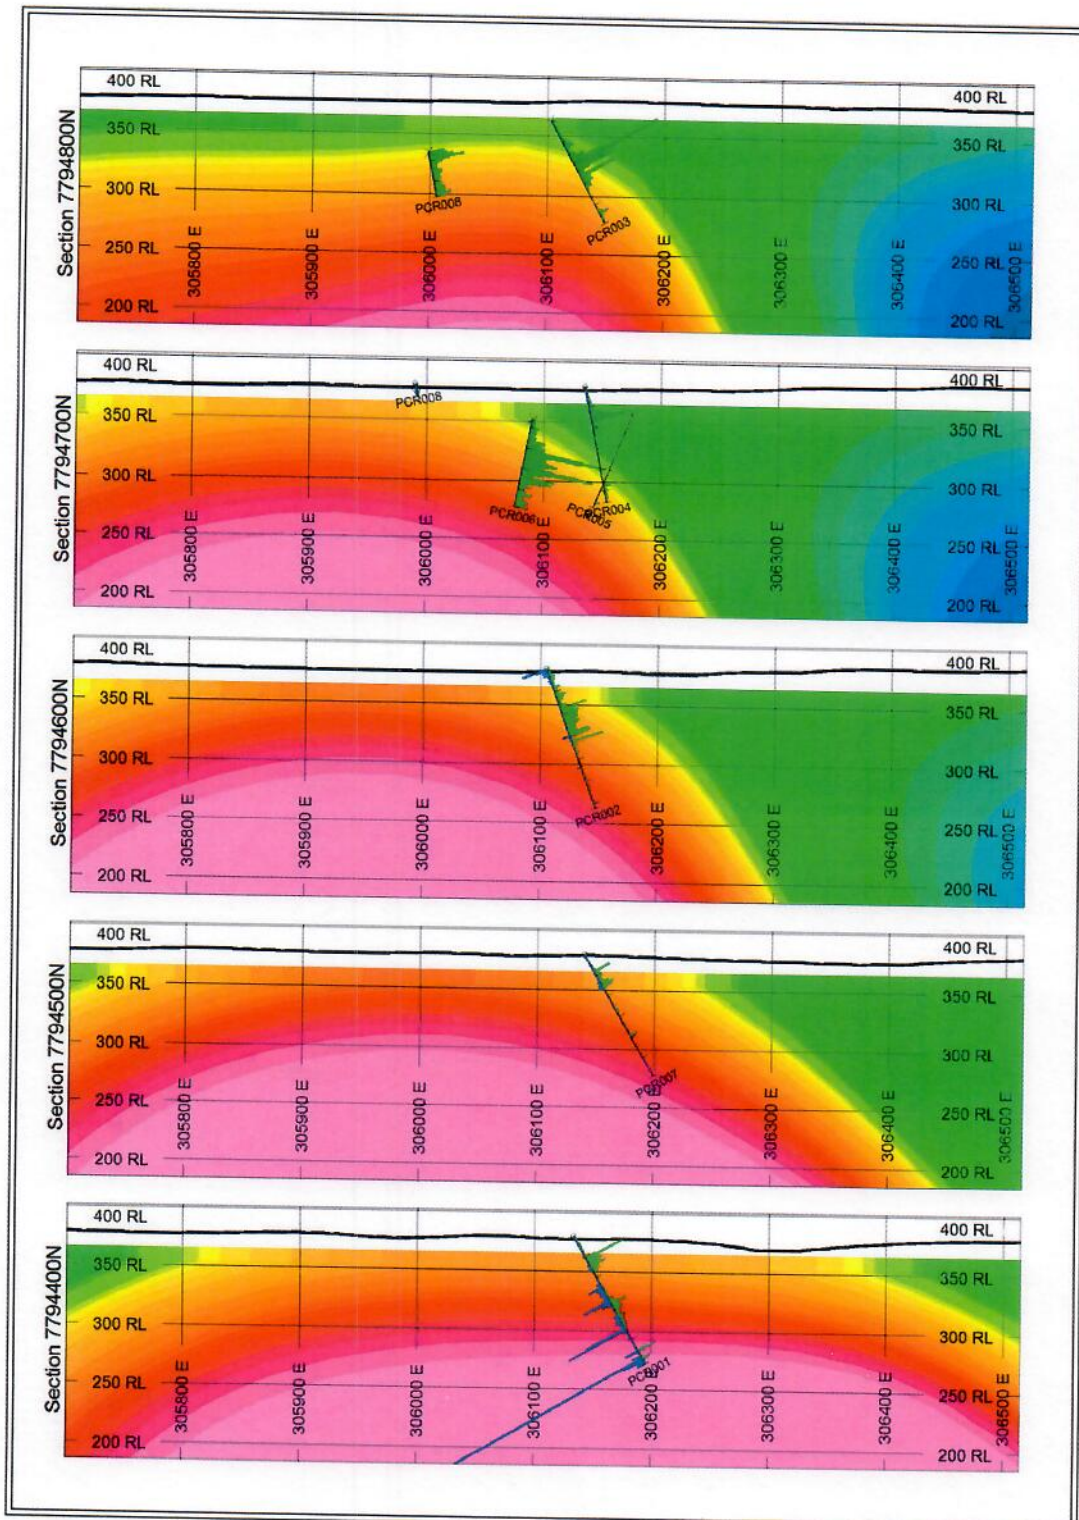 Section 7794800N
400 RL 400 RL
350 RL 350 RL
300 RL 300 RL
250 RL 250 RL
200 RL 200 RL
305800 E 305900 E 306000 E 306100 E 306200 E 306300 E 306400 E 306500 E
PCR008 PCR003
Section 7794700N
400 RL 400 RL
350 RL 350 RL
300 RL 300 RL
250 RL 250 RL
200 RL 200 RL
305800 E 305900 E 306000 E 306100 E 306200 E 306300 E 306400 E 306500 E
PCR008 PCR006 PCR005 PCR004
Section 7794600N
400 RL 400 RL
350 RL 350 RL
300 RL 300 RL
250 RL 250 RL
200 RL 200 RL
305800 E 305900 E 306000 E 306100 E 306200 E 306300 E 306400 E 306500 E
PCR002
Section 7794500N
400 RL 400 RL
350 RL 350 RL
300 RL 300 RL
250 RL 250 RL
200 RL 200 RL
305800 E 305900 E 306000 E 306100 E 306200 E 306300 E 306400 E 306500 E
PCR007
Section 7794400N
400 RL 400 RL
350 RL 350 RL
300 RL 300 RL
250 RL 250 RL
200 RL 200 RL
305800 E 305900 E 306000 E 306100 E 306200 E 306300 E 306400 E 306500 E
PCR001